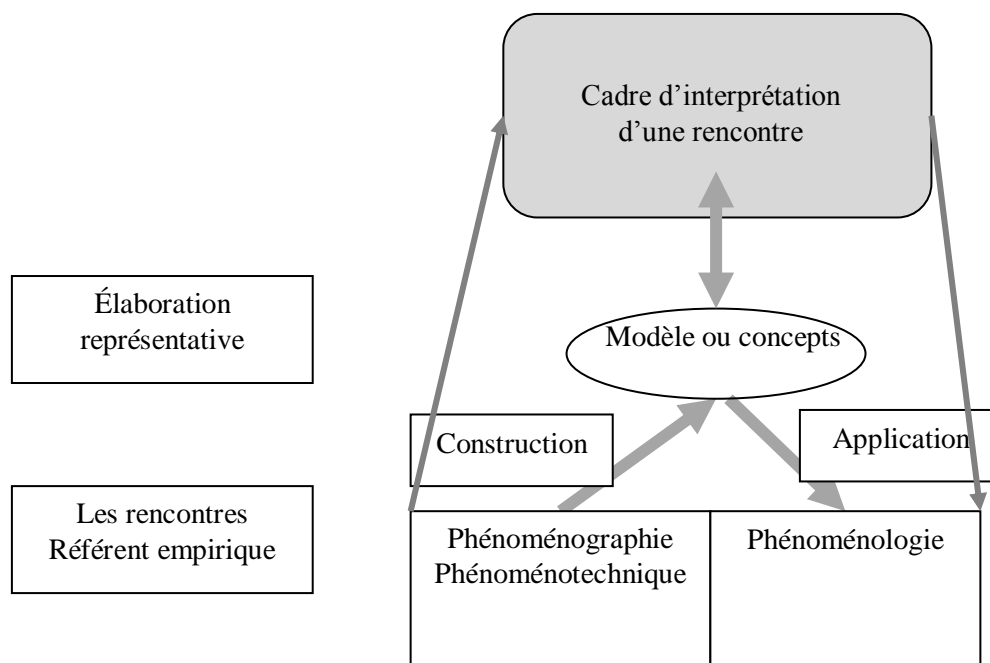 Cadre d’interprétation
d’une rencontre
Élaboration
représentative
Modèle ou concepts
Construction
Application
Les rencontres
Référent empirique
Phénoménographie
Phénoménotechnique
Phénoménologie